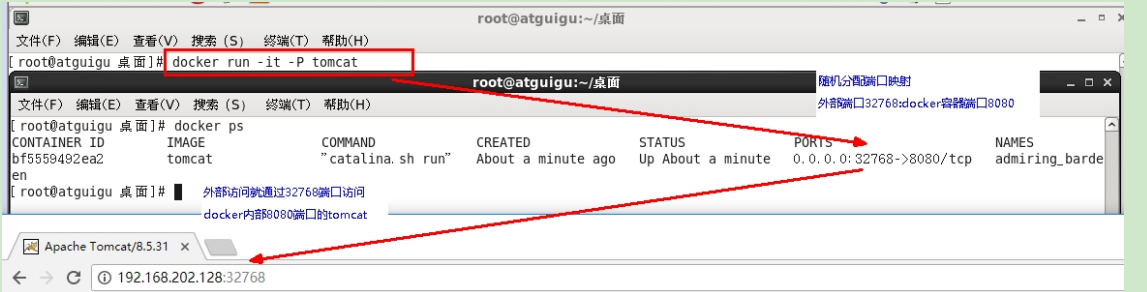 root@atguigu:~/桌面
文件(F) 编辑(E) 查看(V) 搜索 (S) 终端(T) 帮助(H)
[root@atguigu 桌面]# docker run -it -P tomcat
root@atguigu:~/桌面
随机分配端口映射
外部端口32768:docker容器端口8080
文件(F) 编辑(E) 查看(V) 搜索 (S) 终端(T) 帮助(H)
[root@atguigu 桌面]# docker ps
CONTAINER ID IMAGE COMMAND CREATED STATUS PORTS NAMES
bf5559492ea2 tomcat "catalina.sh run" About a minute ago Up About a minute 0.0.0.0:32768->8080/tcp admiring_barde
en
[root@atguigu 桌面]#
外部访问就通过32768端口访问
docker内部8080端口的tomcat
Apache Tomcat/8.5.31
192.168.202.128:32768